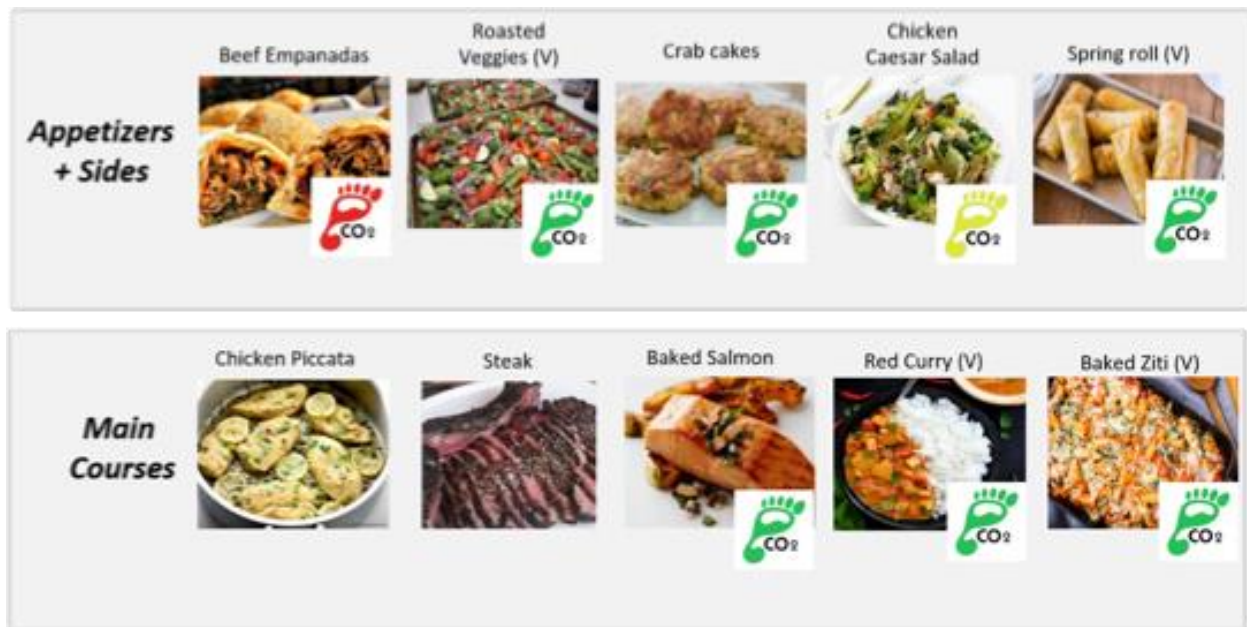 Beef Empanadas
Roasted
Veggies (V)
Crab cakes
Chicken
Caesar Salad
Spring roll (V)
Appetizers
+ Sides
CO2
CO2
CO2
CO2
CO2
Chicken Piccata
Steak
Baked Salmon
Red Curry (V)
Baked Ziti (V)
Main
Courses
CO2
CO2
CO2